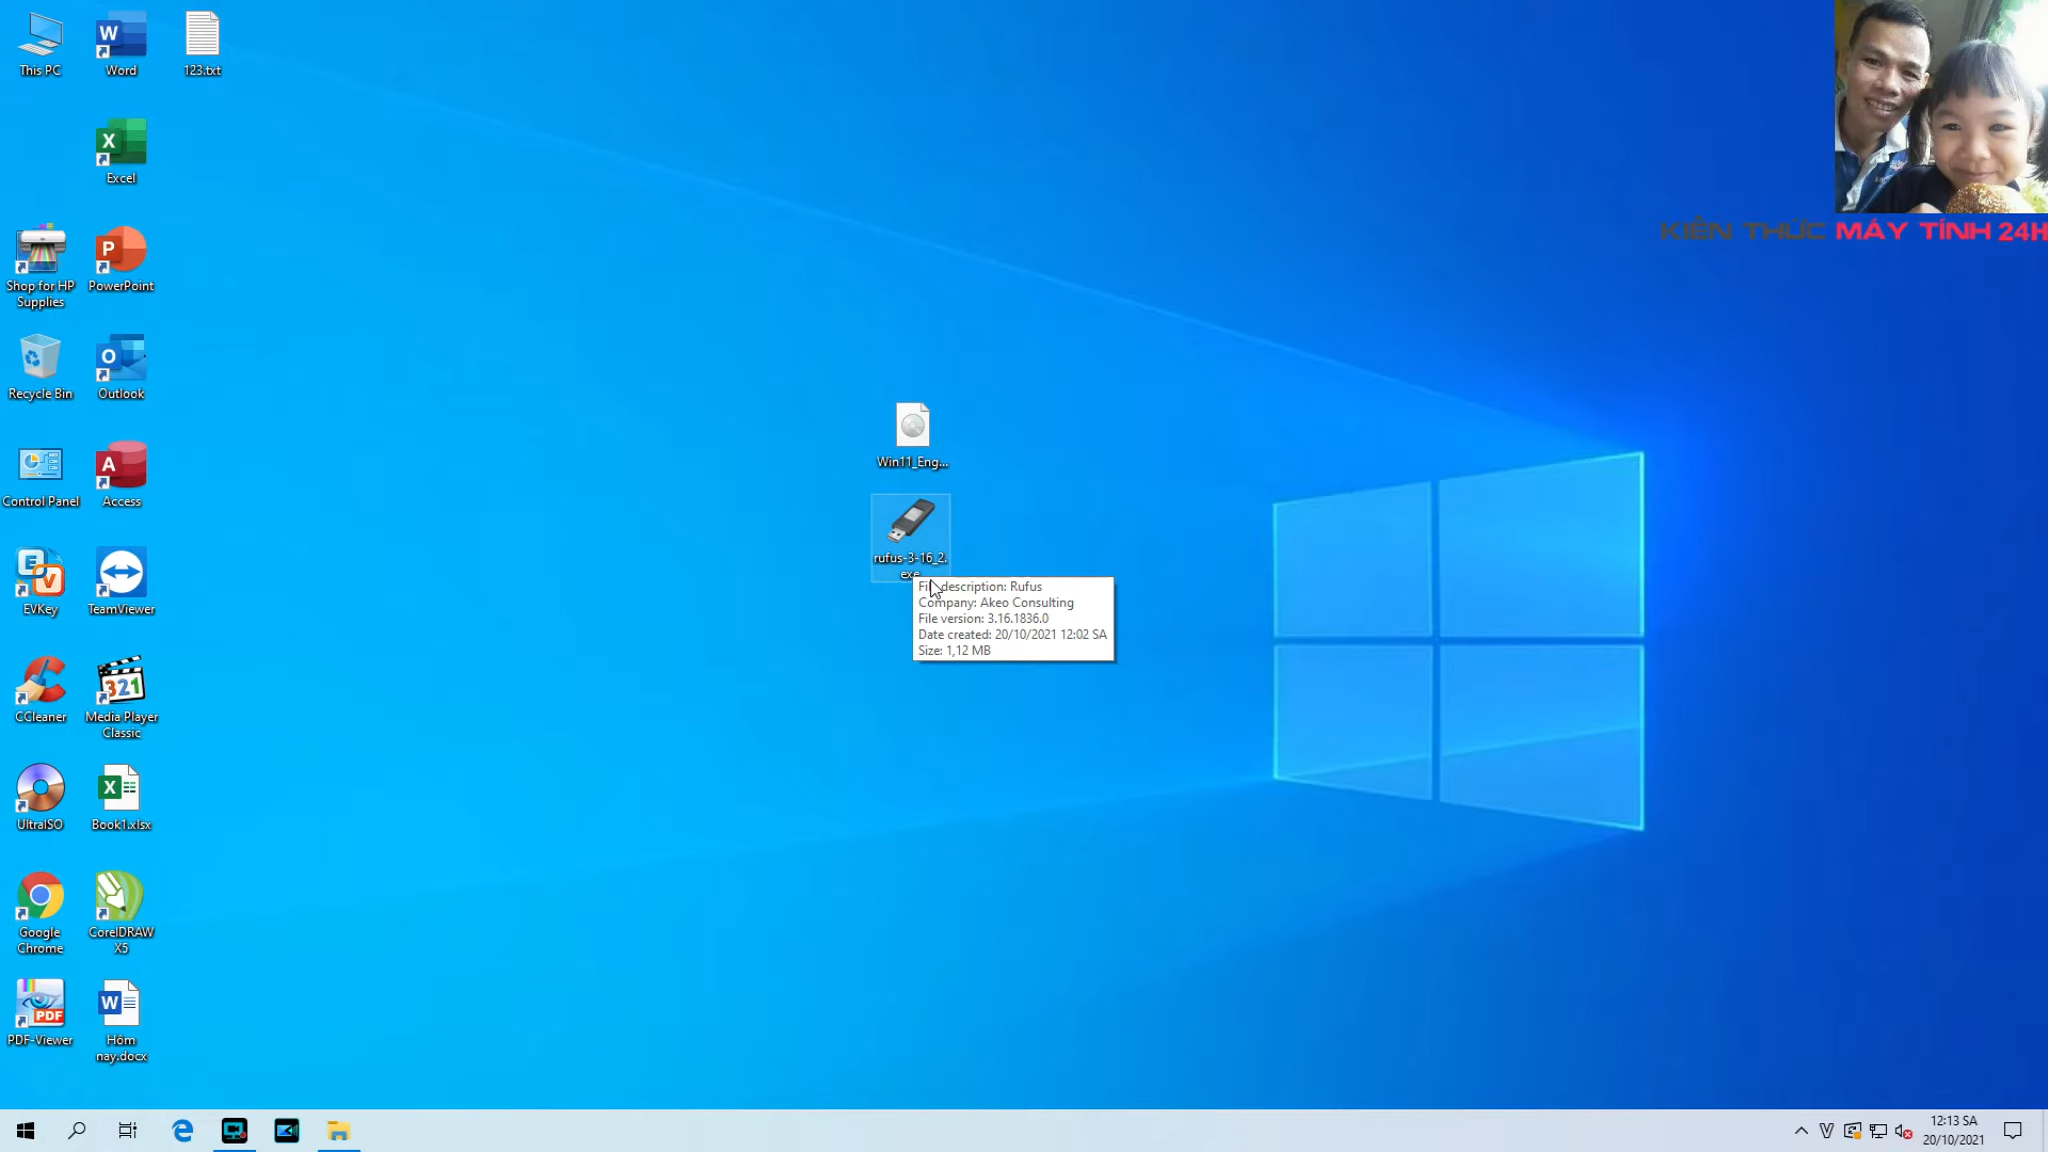 This PC
Word
123.txt
KIẾN THỨC MÁY TÍNH 24H
Excel
Shop for HP
Supplies
PowerPoint
Recycle Bin
Outlook
Control Panel
Access
Win11_Eng...
rufus-3-16_2.
exe
File description: Rufus
Company: Akeo Consulting
File version: 3.16.1836.0
Date created: 20/10/2021 12:02 SA
Size: 1,12 MB
EVKey
TeamViewer
CCleaner
321
Media Player
Classic
UltraISO
Book1.xlsx
Google
Chrome
CorelDRAW
X5
PDF
PDF-Viewer
Hôm
nay.docx
12:13 SA
20/10/2021